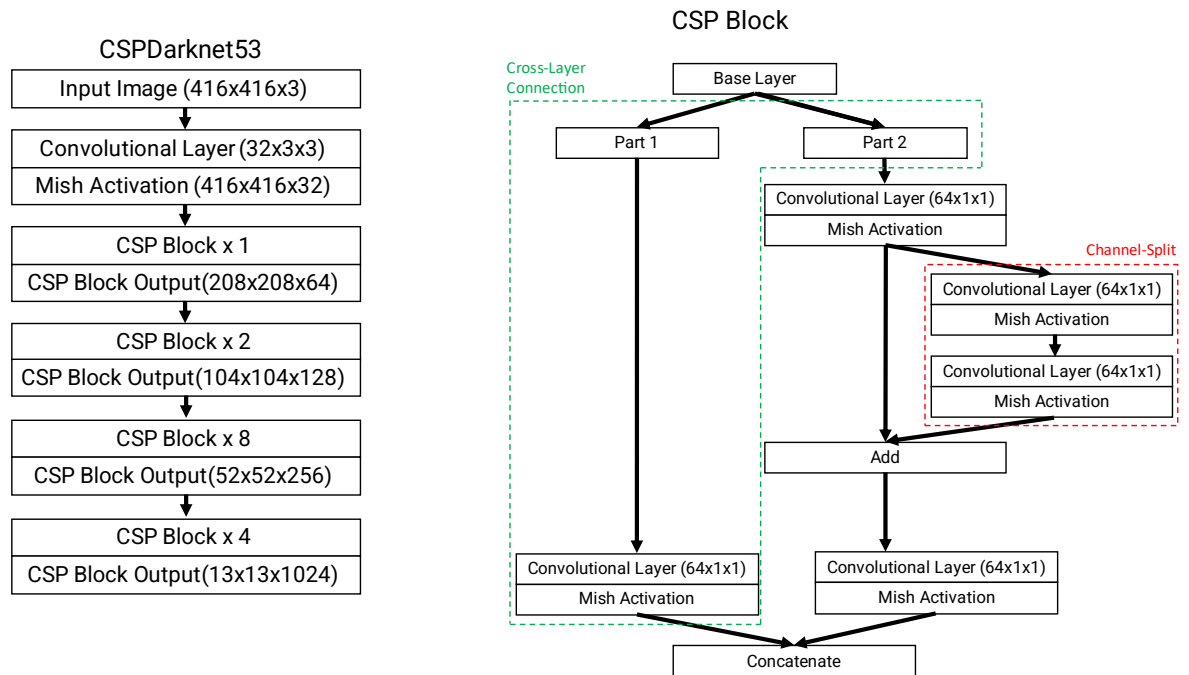 CSPDarknet53
Input Image (416x416x3)
Convolutional Layer (32x3x3)
Mish Activation (416x416x32)
CSP Block x 1
CSP Block Output(208x208x64)
CSP Block x 2
CSP Block Output(104x104x128)
CSP Block x 8
CSP Block Output(52x52x256)
CSP Block x 4
CSP Block Output(13x13x1024)
CSP Block
Cross-Layer
Connection
Base Layer
Part 1
Part 2
Convolutional Layer (64x1x1)
Mish Activation
Channel-Split
Convolutional Layer (64x1x1)
Mish Activation
Convolutional Layer (64x1x1)
Mish Activation
Add
Convolutional Layer (64x1x1)
Mish Activation
Convolutional Layer (64x1x1)
Mish Activation
Concatenate